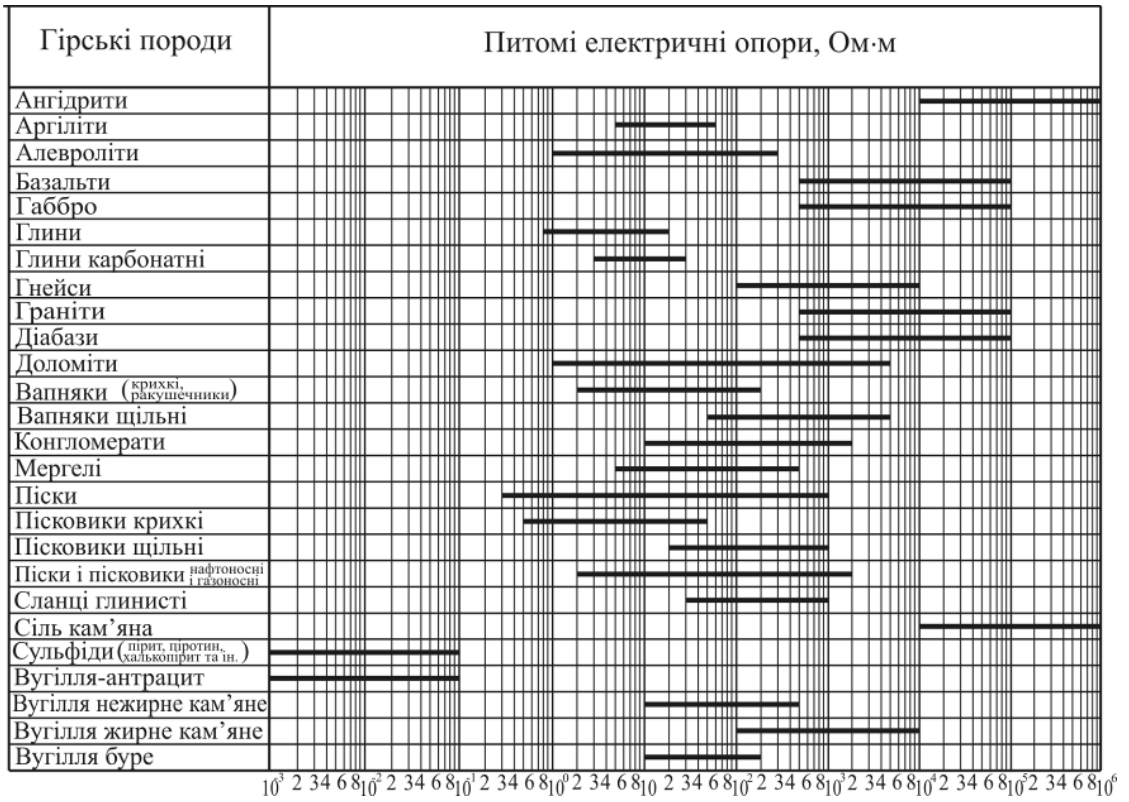 Гірські породи
Питомі електричні опори, Ом·м
Ангідрити
Аргіліти
Алевроліти
Базальти
Габбро
Глини
Глини карбонатні
Гнейси
Граніти
Діабази
Доломіти
Вапняки (крихкі, ракушечники)
Вапняки щільні
Конгломерати
Мергелі
Піски
Пісковики крихкі
Пісковики щільні
Піски і пісковики нафтоносні і газоносні
Сланці глинисті
Сіль кам’яна
Сульфіди (пірит, піротин, халькопірит та ін.)
Вугілля-антрацит
Вугілля нежирне кам’яне
Вугілля жирне кам’яне
Вугілля буре
10⁻³ 2 34 6 8 10⁻² 2 34 6 8 10⁻¹ 2 34 6 8 10⁰ 2 34 6 8 10 2 34 6 8 10² 2 34 6 8 10³ 2 34 6 8 10⁴ 2 34 6 8 10⁵ 2 34 6 8 10⁶